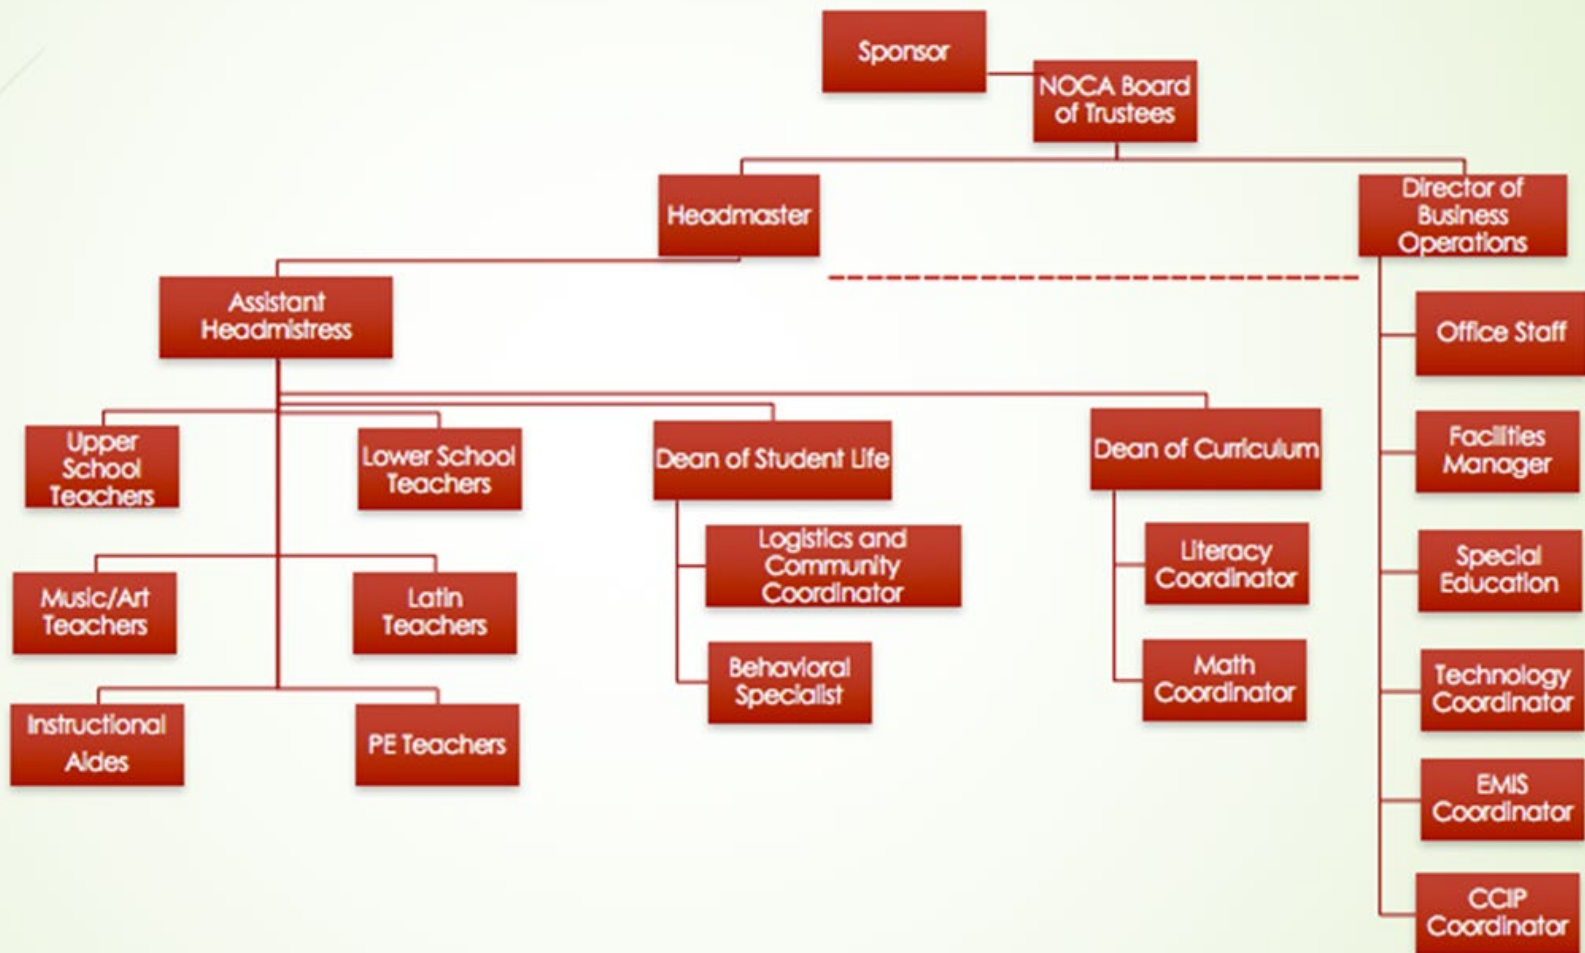 Sponsor
NOCA Board
of Trustees
Headmaster
Director of
Business
Operations
Assistant
Headmistress
Office Staff
Upper
School
Teachers
Lower School
Teachers
Dean of Student Life
Dean of Curriculum
Facilities
Manager
Logistics and
Community
Coordinator
Literacy
Coordinator
Special
Education
Music/Art
Teachers
Latin
Teachers
Behavioral
Specialist
Math
Coordinator
Technology
Coordinator
Instructional
Aides
PE Teachers
EMIS
Coordinator
CCIP
Coordinator